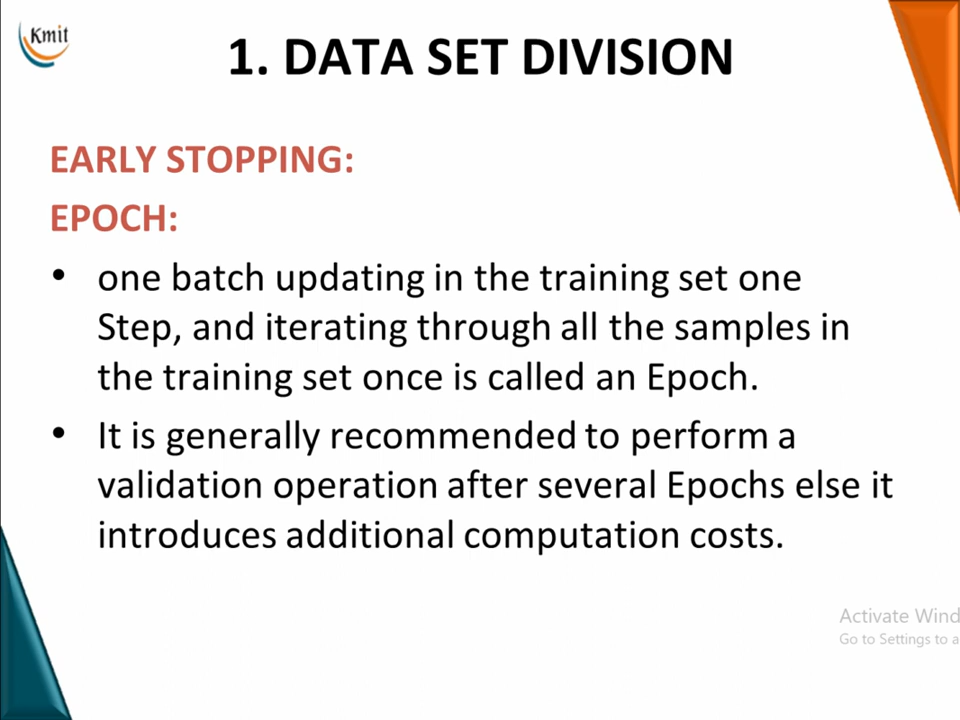 Kmit
1. DATA SET DIVISION
EARLY STOPPING:
EPOCH:
• one batch updating in the training set one
Step, and iterating through all the samples in
the training set once is called an Epoch.
• It is generally recommended to perform a
validation operation after several Epochs else it
introduces additional computation costs.
Activate Wind
Go to Settings to a